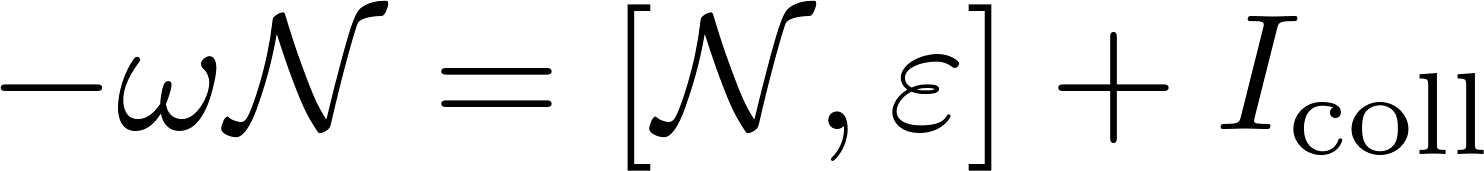 −ω𝒩 = [𝒩, ε] + I_coll